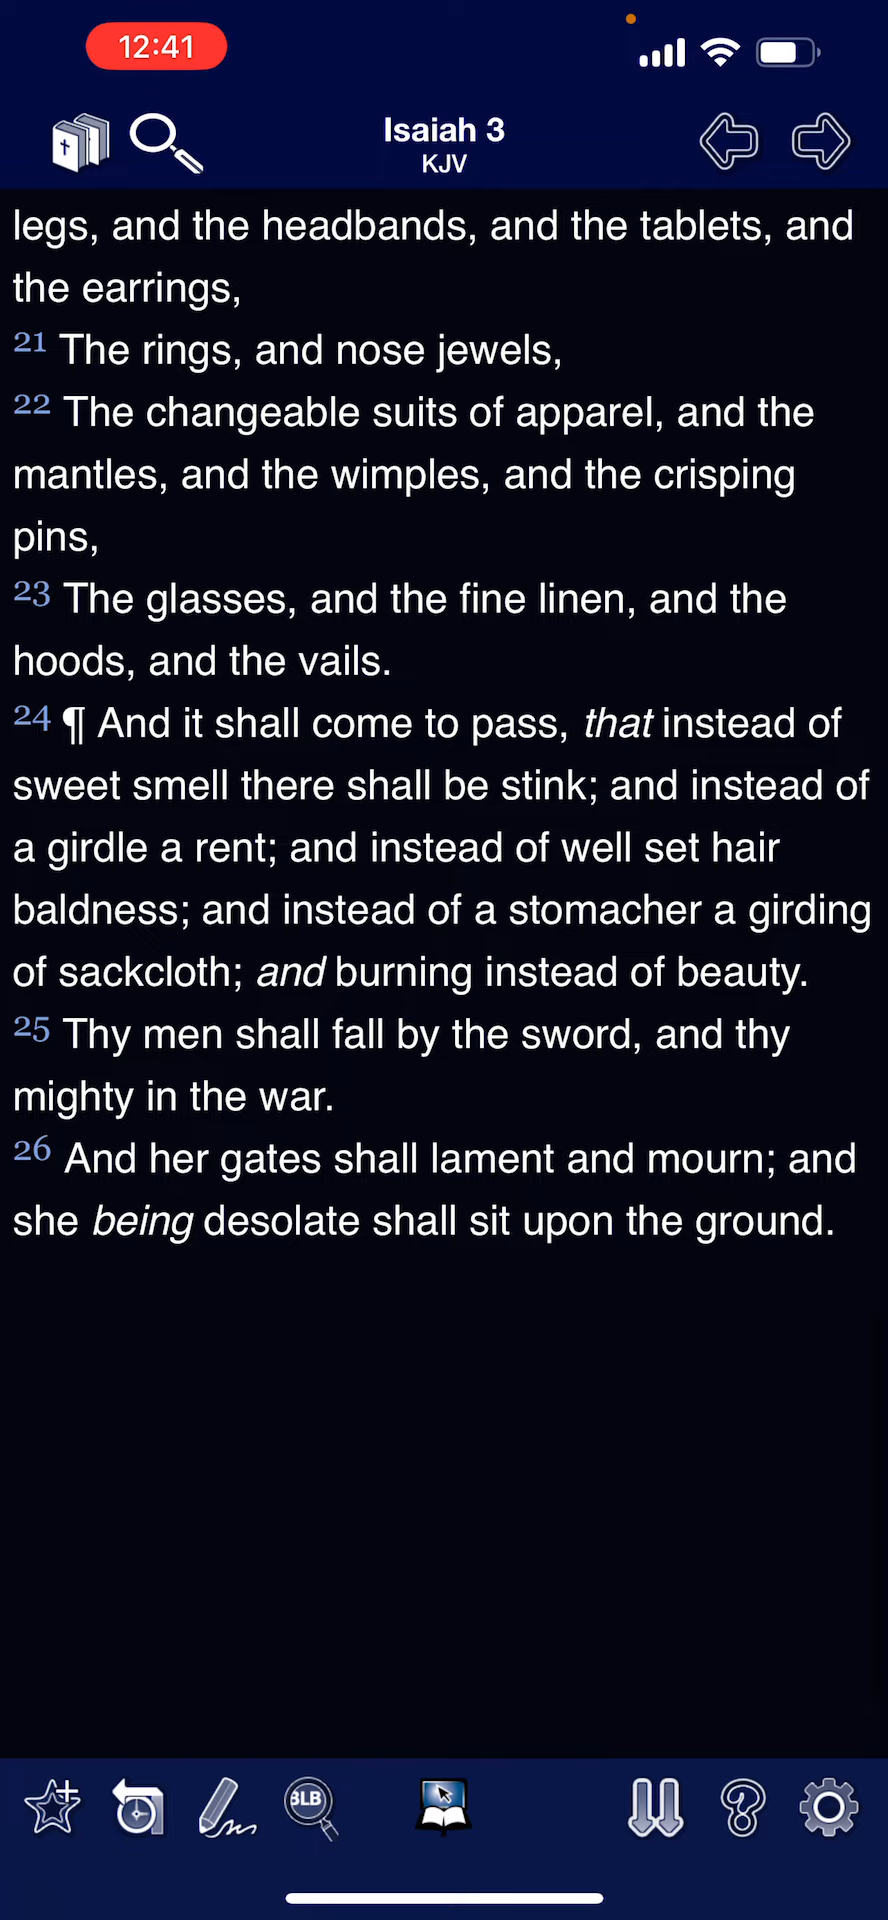 12:41
Isaiah 3
KJV
legs, and the headbands, and the tablets, and
the earrings,
21 The rings, and nose jewels,
22 The changeable suits of apparel, and the
mantles, and the wimples, and the crisping
pins,
23 The glasses, and the fine linen, and the
hoods, and the vails.
24 ¶ And it shall come to pass, that instead of
sweet smell there shall be stink; and instead of
a girdle a rent; and instead of well set hair
baldness; and instead of a stomacher a girding
of sackcloth; and burning instead of beauty.
25 Thy men shall fall by the sword, and thy
mighty in the war.
26 And her gates shall lament and mourn; and
she being desolate shall sit upon the ground.
BLB